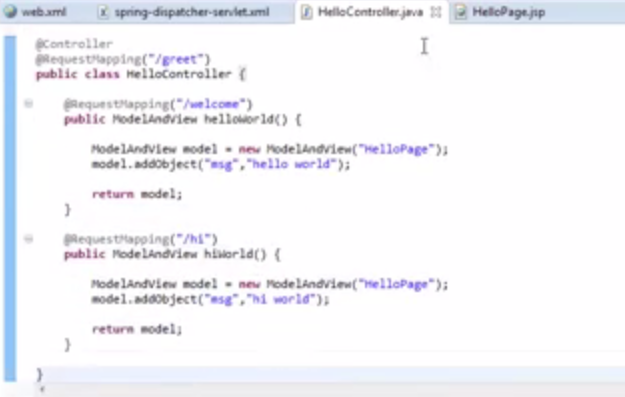 web.xml spring-dispatcher-servlet.xml HelloController.java HelloPage.jsp
@Controller
@RequestMapping("/greet")
public class HelloController {
@RequestMapping("/welcome")
public ModelAndView helloWorld() {
ModelAndView model = new ModelAndView("HelloPage");
model.addObject("msg","hello world");
return model;
}
@RequestMapping("/hi")
public ModelAndView hiWorld() {
ModelAndView model = new ModelAndView("HelloPage");
model.addObject("msg","hi world");
return model;
}
}